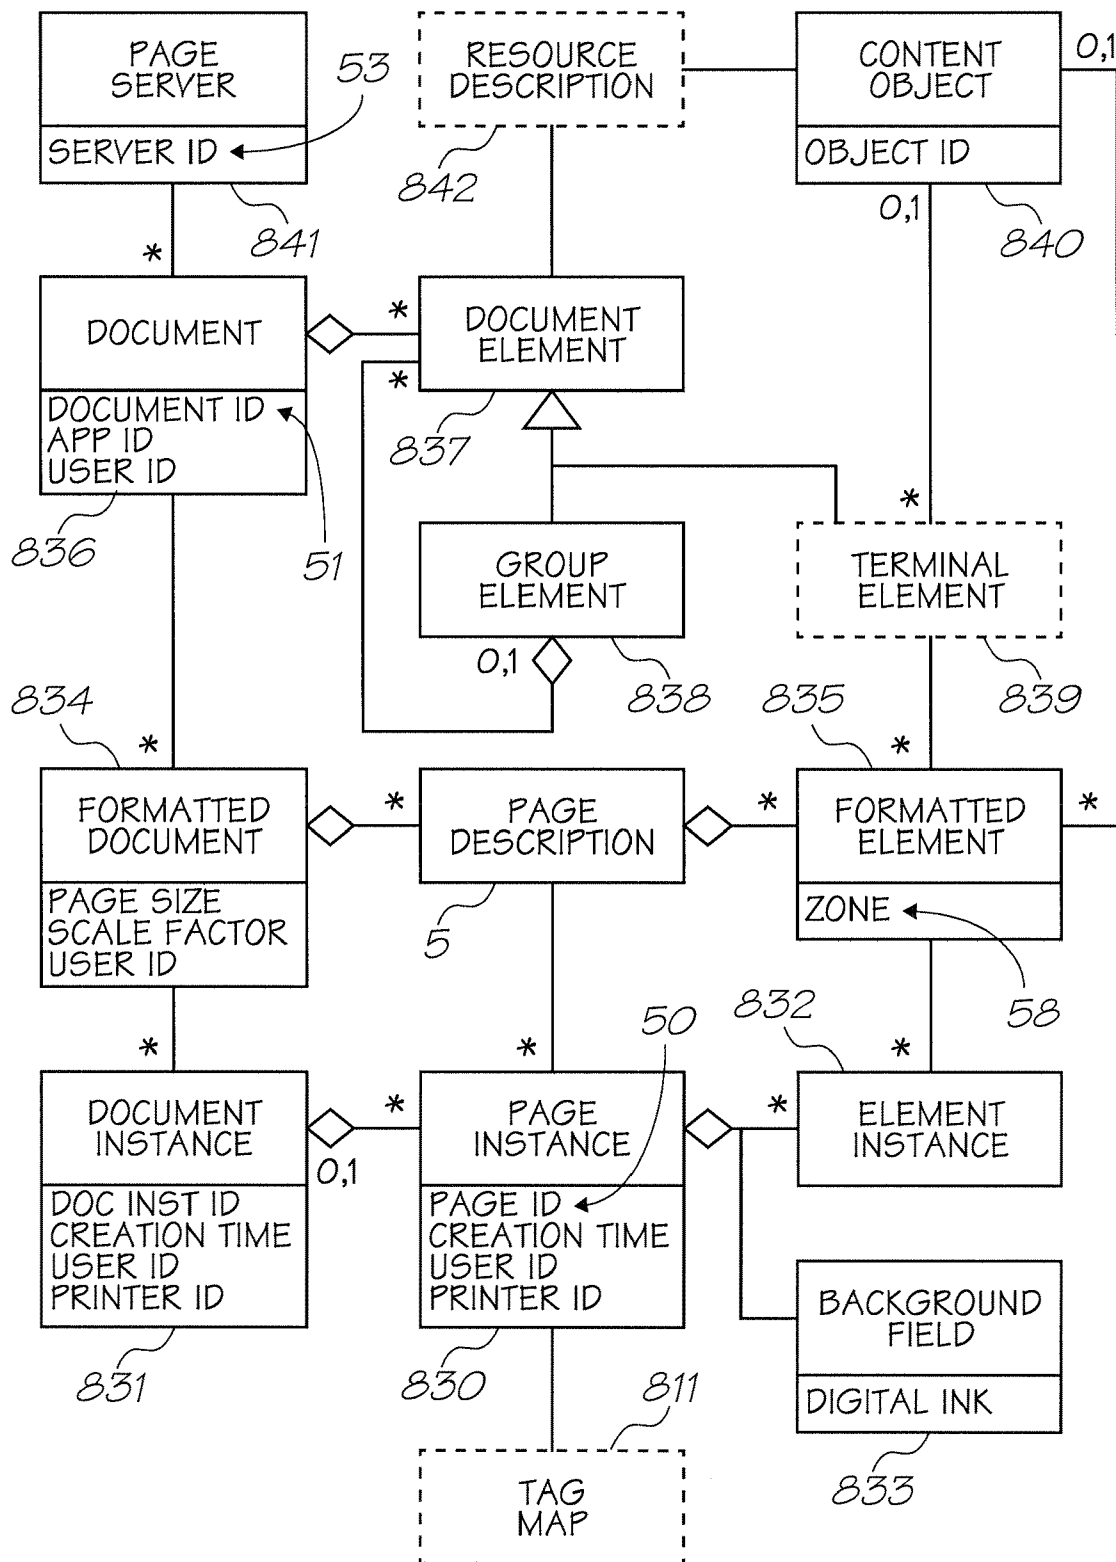 PAGE
SERVER
53
SERVER ID
841
RESOURCE
DESCRIPTION
842
CONTENT
OBJECT
0,1
OBJECT ID
0,1
840
*
DOCUMENT
*
DOCUMENT
ELEMENT
*
837
DOCUMENT ID
APP ID
USER ID
836
51
GROUP
ELEMENT
0,1
838
*
TERMINAL
ELEMENT
839
834
*
FORMATTED
DOCUMENT
*
PAGE SIZE
SCALE FACTOR
USER ID
PAGE
DESCRIPTION
5
*
835
*
FORMATTED
ELEMENT
*
ZONE
58
*
DOCUMENT
INSTANCE
0,1
*
DOC INST ID
CREATION TIME
USER ID
PRINTER ID
831
*
50
PAGE
INSTANCE
*
PAGE ID
CREATION TIME
USER ID
PRINTER ID
830
832
*
ELEMENT
INSTANCE
BACKGROUND
FIELD
DIGITAL INK
833
811
TAG
MAP